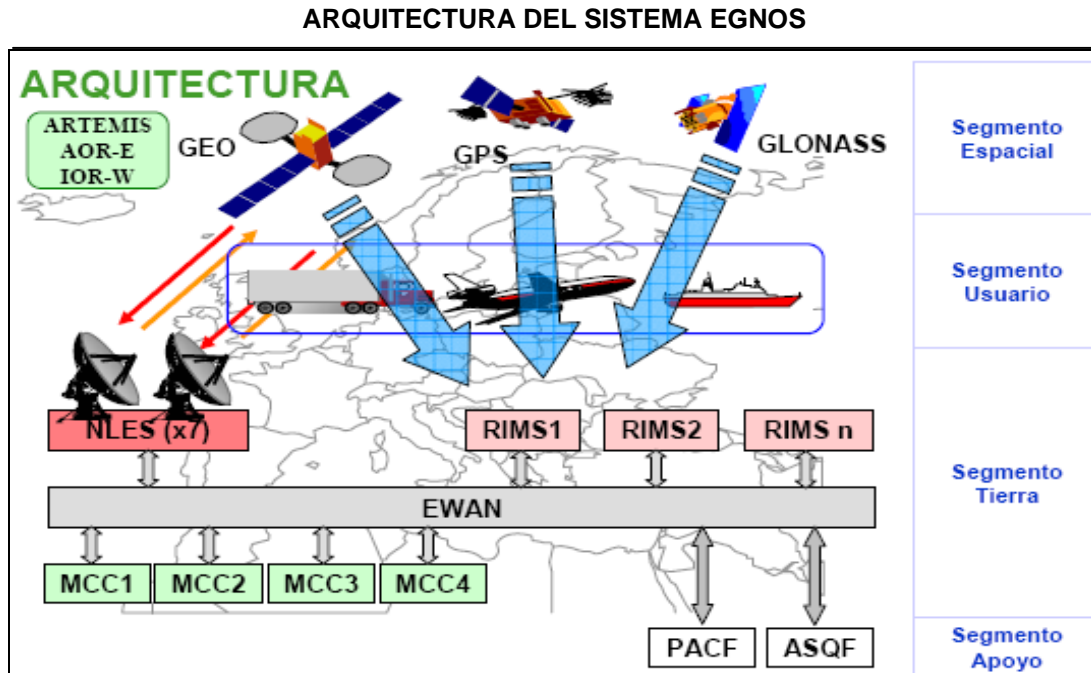 ARQUITECTURA DEL SISTEMA EGNOS
ARQUITECTURA
ARTEMIS
AOR-E
IOR-W
GEO
GPS
GLONASS
Segmento
Espacial
Segmento
Usuario
NLES (x7)
RIMS1
RIMS2
RIMS n
EWAN
Segmento
Tierra
MCC1
MCC2
MCC3
MCC4
PACF
ASQF
Segmento
Apoyo